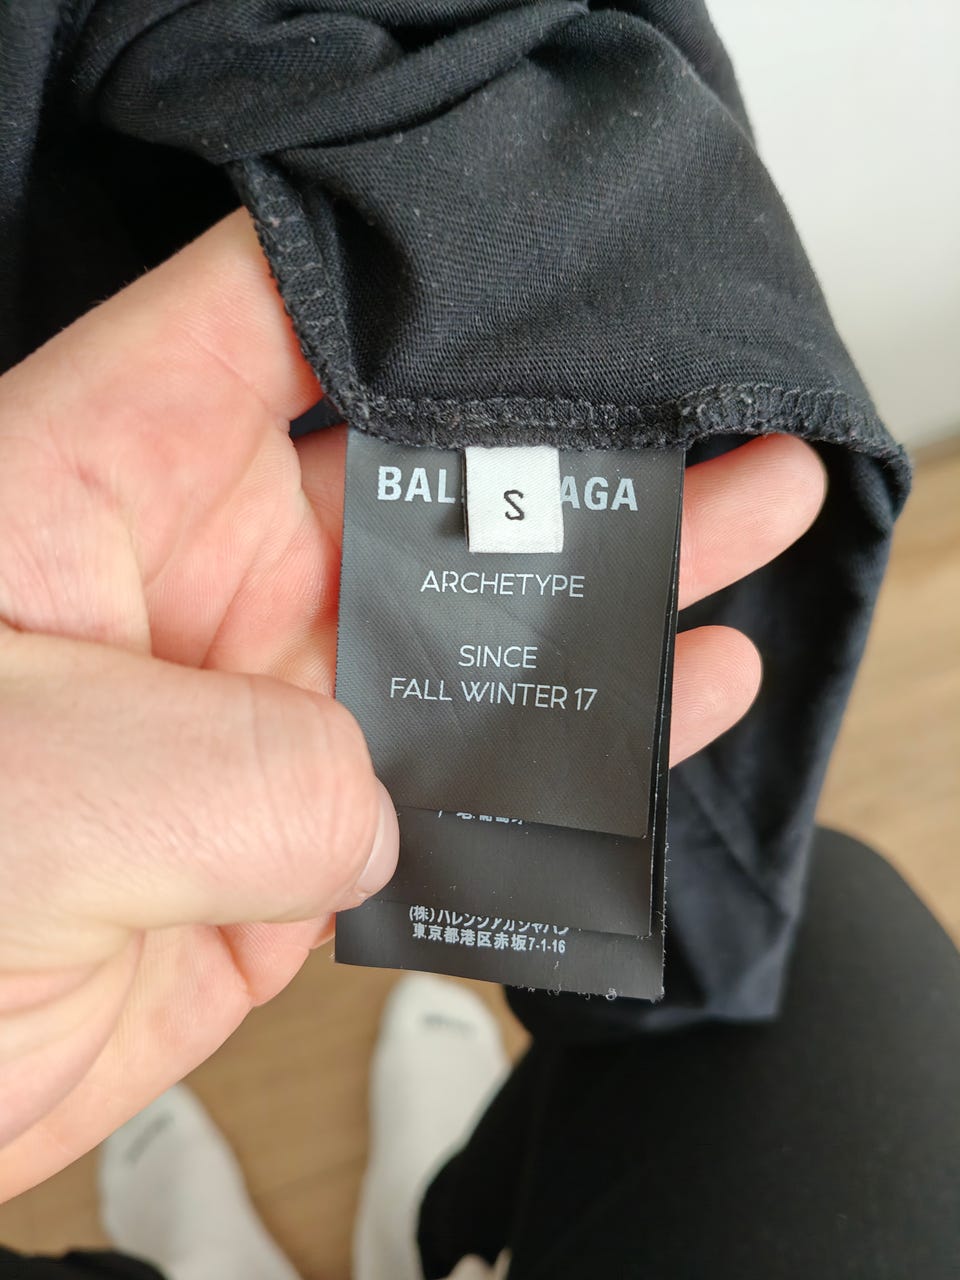 BAL AGA
S
ARCHETYPE
SINCE
FALL WINTER 17
(株)バレンシアガジャパン
東京都港区赤坂7-1-16